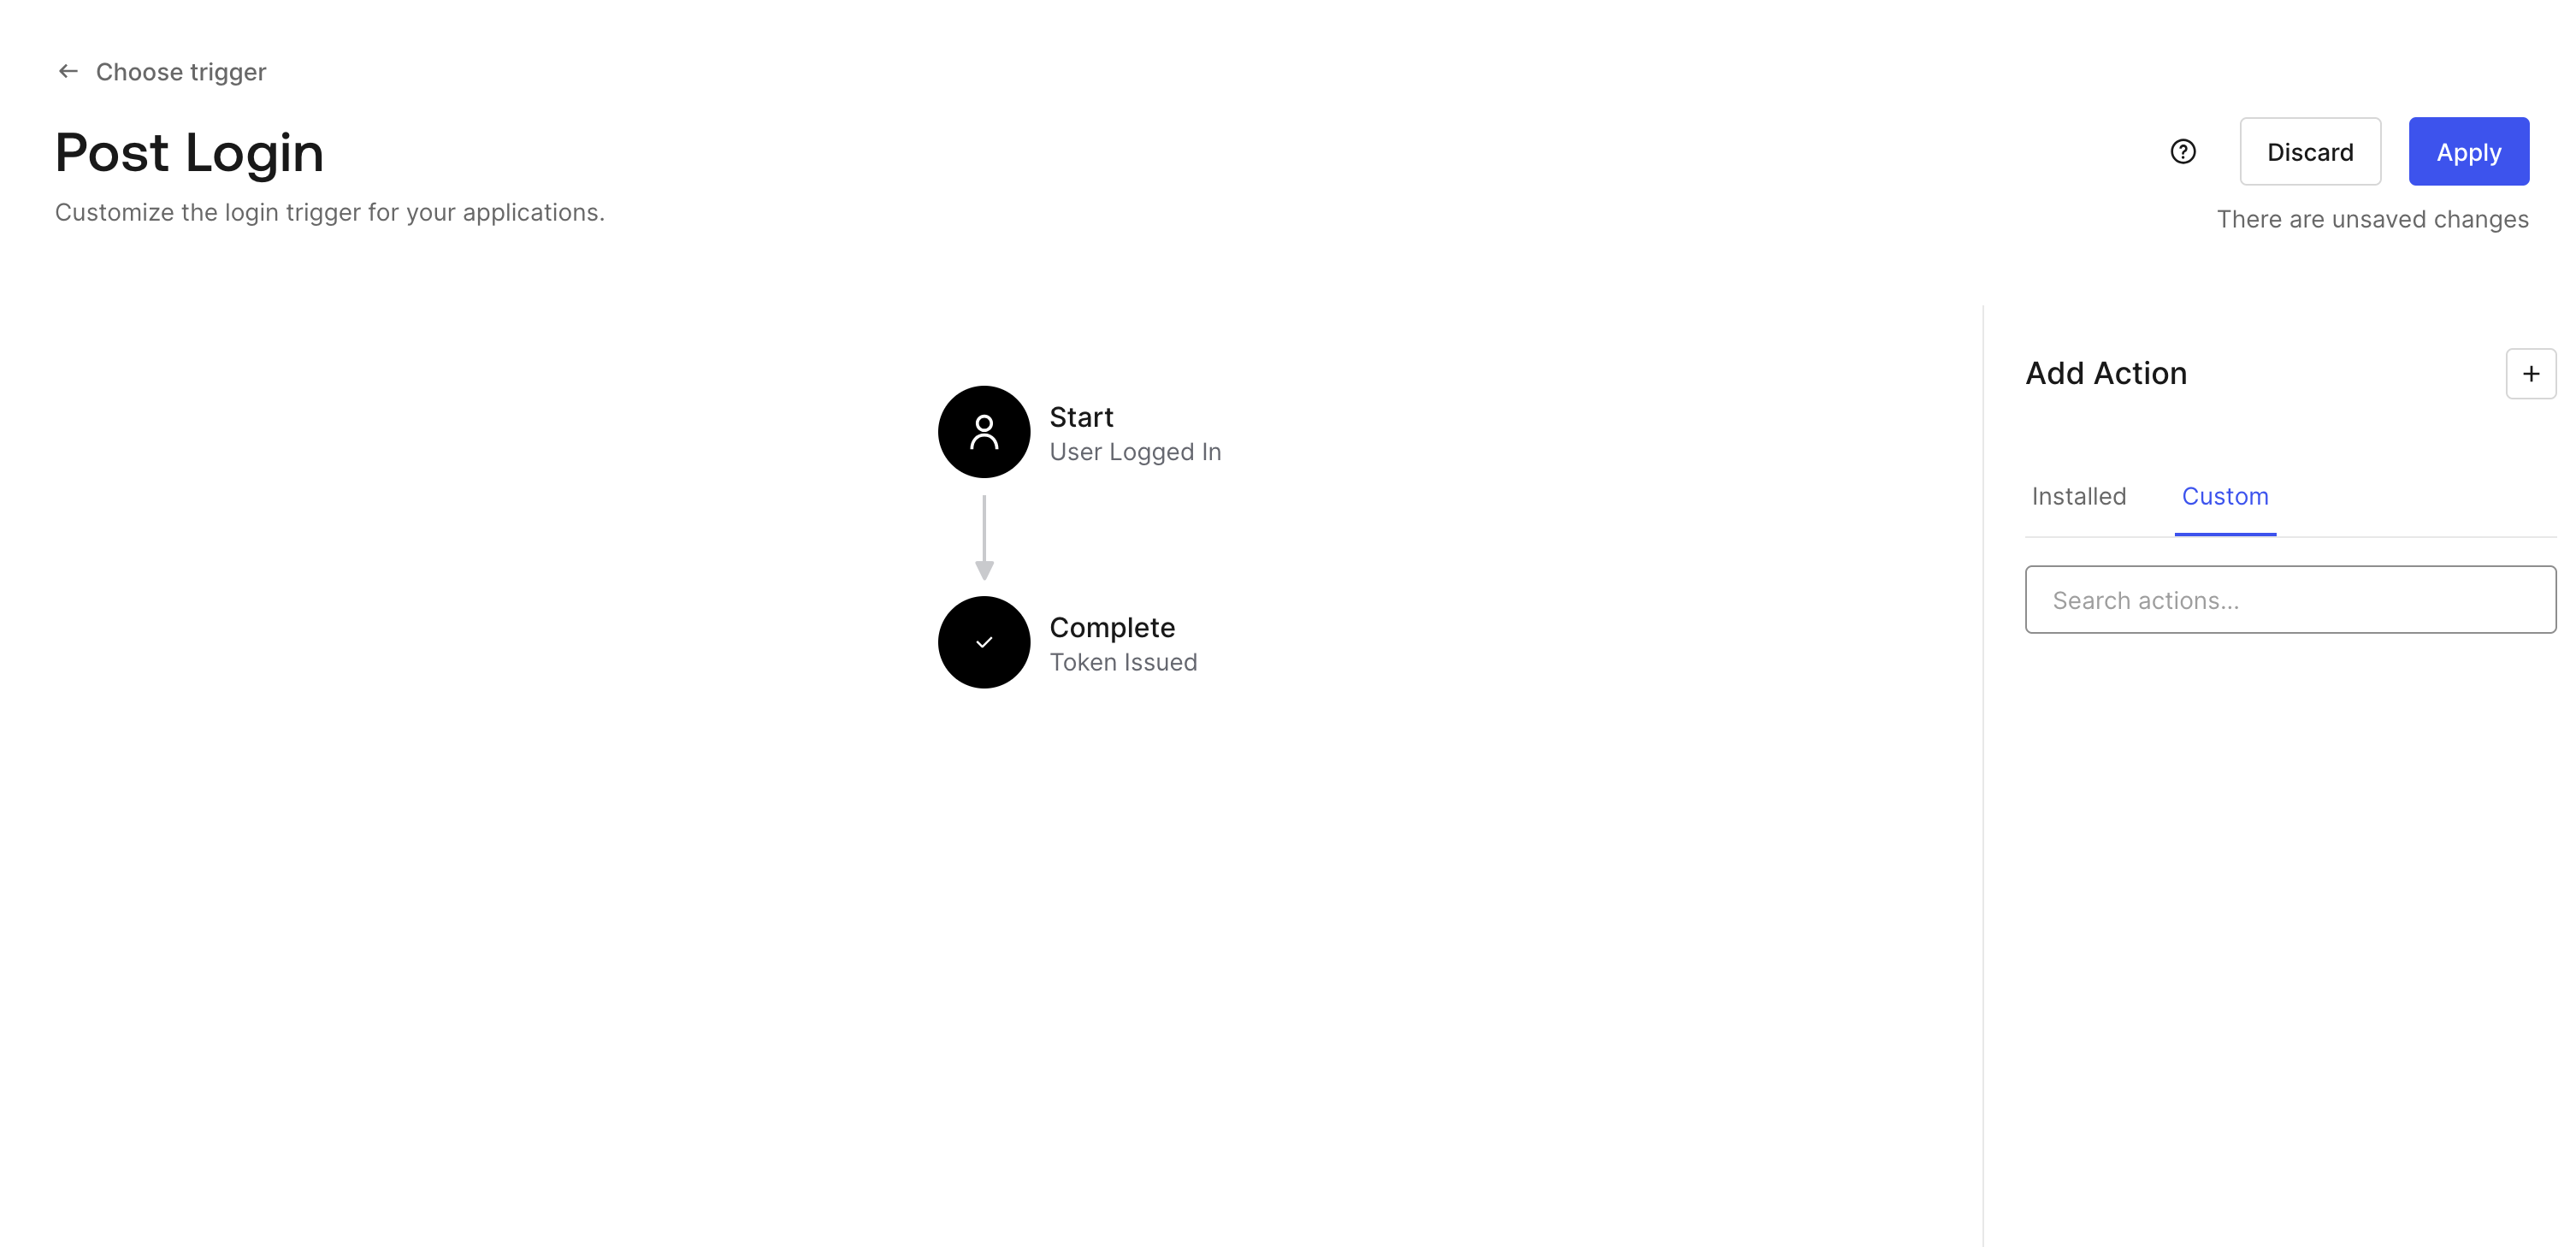 Choose trigger
Post Login
Customize the login trigger for your applications.
Discard
Apply
There are unsaved changes
Start
User Logged In
Complete
Token Issued
Add Action
Installed
Custom
Search actions...